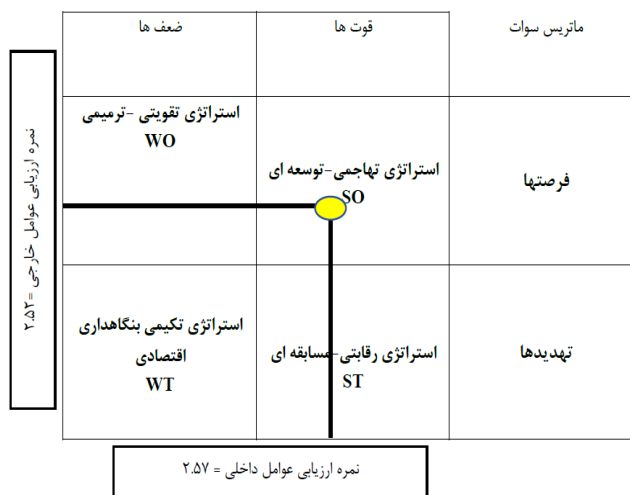 ماتریس سوات
قوت ها
ضعف ها
فرصتها
استراتژی تهاجمی-توسعه ای
SO
استراتژی تقویتی -ترمیمی
WO
تهدیدها
استراتژی رقابتی-مسابقه ای
ST
استراتژی تکیمی بنگاهداری
اقتصادی
WT
نمره ارزیابی عوامل خارجی = ۲.۵۲
نمره ارزیابی عوامل داخلی = ۲.۵۷